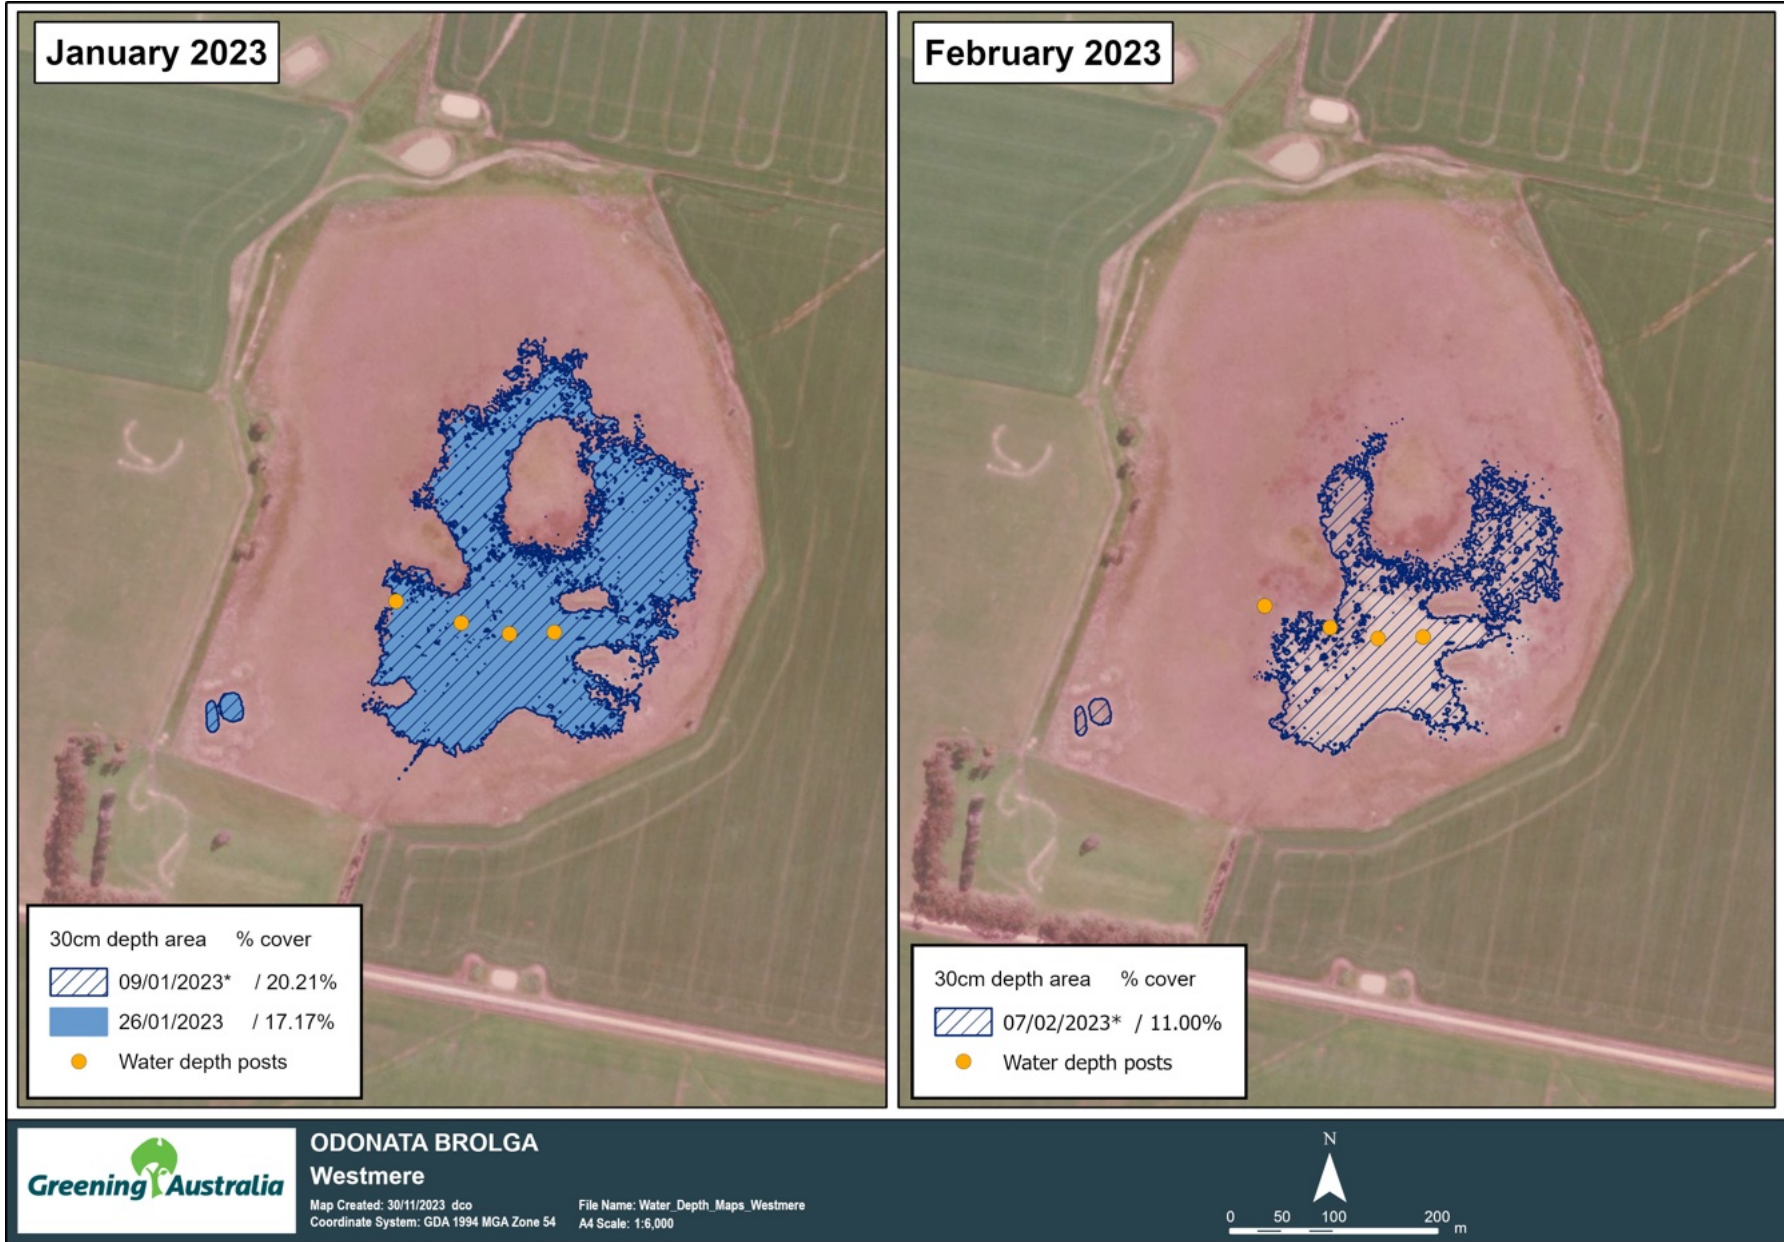 January 2023
30cm depth area % cover
09/01/2023* / 20.21%
26/01/2023 / 17.17%
Water depth posts
February 2023
30cm depth area % cover
07/02/2023* / 11.00%
Water depth posts
Greening Australia
ODONATA BROLGA
Westmere
Map Created: 30/11/2023 dco
Coordinate System: GDA 1994 MGA Zone 54
File Name: Water_Depth_Maps_Westmere
A4 Scale: 1:6,000
N
0 50 100 200
m